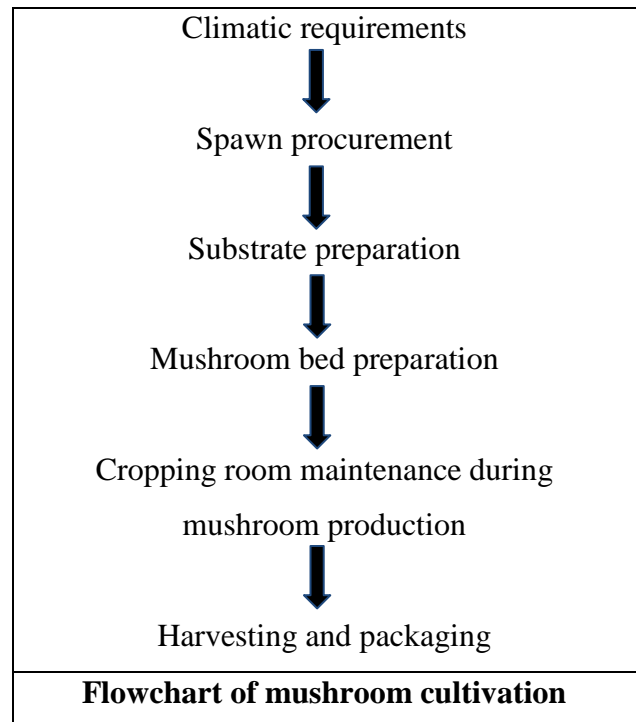 Climatic requirements
Spawn procurement
Substrate preparation
Mushroom bed preparation
Cropping room maintenance during
mushroom production
Harvesting and packaging
Flowchart of mushroom cultivation